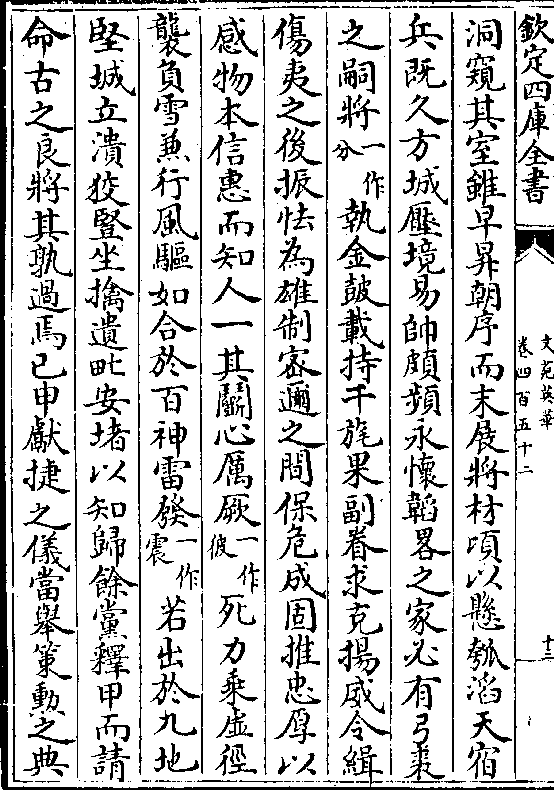 欽定四庫全書
文苑英華
卷四百五十二
十三
洞窺其室雖早昇朝序而未展將材頃以懸瓠滔天宿
兵既久方城壓境易帥頗頻永懷韜畧之家必有弓裘
之嗣將一作分執金鼓載持干旄果副眷求克揚威令緝
傷夷之後振怯為雄制密邇之間保危成固推忠厚以
感物本信惠而知人一其鬬心厲厥一作彼死力乘虛徑
襲負雪兼行風驅如合於百神雷發一作震若出於九地
堅城立潰狡豎坐擒遺甿安堵以知歸餘黨釋甲而請
命古之良將其孰過焉已申獻捷之儀當舉策勳之典